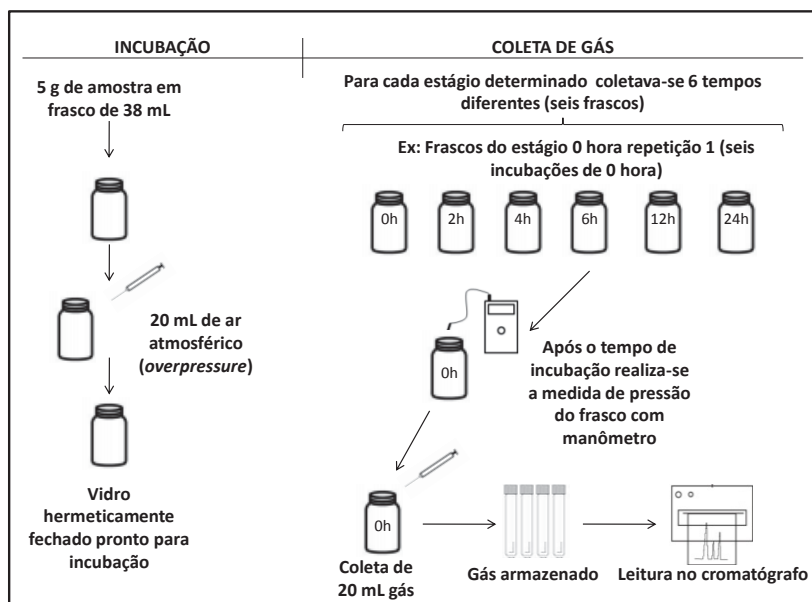 INCUBAÇÃO
5 g de amostra em
frasco de 38 mL
20 mL de ar
atmosférico
(overpressure)
Vidro
hermeticamente
fechado pronto para
incubação
COLETA DE GÁS
Para cada estágio determinado coletava-se 6 tempos
diferentes (seis frascos)
Ex: Frascos do estágio 0 hora repetição 1 (seis
incubações de 0 hora)
0h 2h 4h 6h 12h 24h
0h
Após o tempo de
incubação realiza-se
a medida de pressão
do frasco com
manômetro
0h
Coleta de
20 mL gás
Gás armazenado
Leitura no cromatógrafo